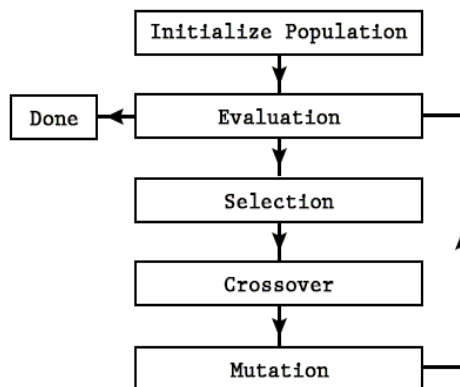 Initialize Population
Done
Evaluation
Selection
Crossover
Mutation